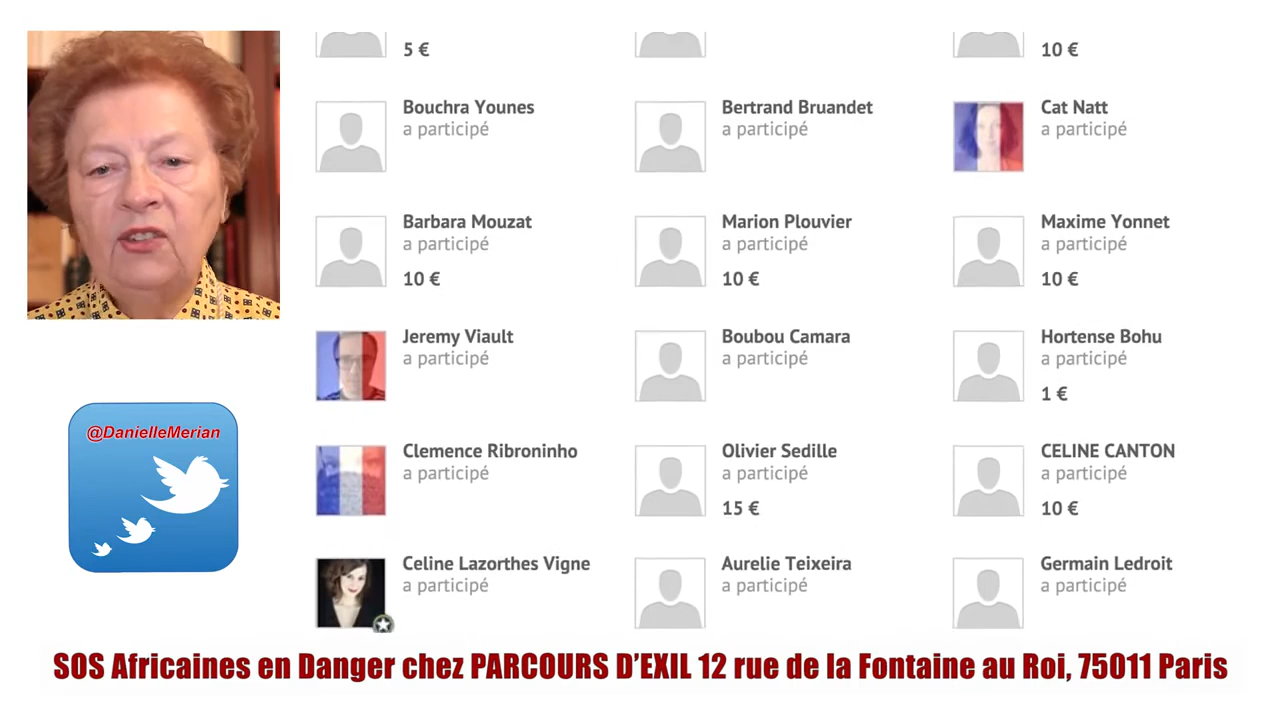 5 €
10 €
Bouchra Younes
a participé
Bertrand Bruandet
a participé
Cat Natt
a participé
Barbara Mouzat
a participé
10 €
Marion Plouvier
a participé
10 €
Maxime Yonnet
a participé
10 €
Jeremy Viault
a participé
Boubou Camara
a participé
Hortense Bohu
a participé
1 €
@DanielleMerian
Clemence Ribroninho
a participé
Olivier Sedille
a participé
15 €
CELINE CANTON
a participé
10 €
Celine Lazorthes Vigne
a participé
Aurelie Teixeira
a participé
Germain Ledroit
a participé
SOS Africaines en Danger chez PARCOURS D'EXIL 12 rue de la Fontaine au Roi, 75011 Paris